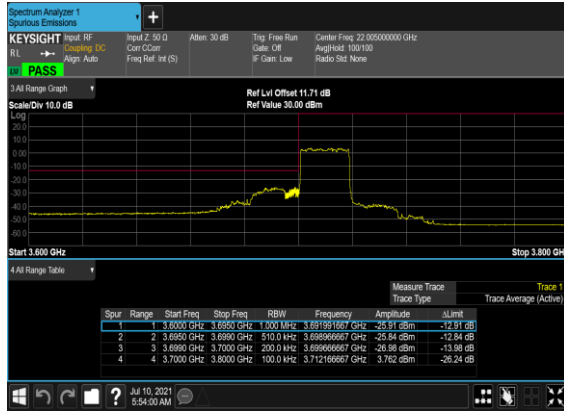 Spectrum Analyzer 1
Spurious Emissions
KEYSIGHT Input: RF Input Z: 50 Ω Atten: 30 dB Trig: Free Run Center Freq: 22.005000000 GHz
RL Coupling: DC Corr CCorr Gate: Off Avg|Hold: 100/100
Align: Auto Freq Ref: Int (S) IF Gain: Low Radio Std: None
PASS
3 All Range Graph
Ref Lvl Offset 11.71 dB
Scale/Div 10.0 dB Ref Value 30.00 dBm
Log
20.0
10.0
0.00
-10.0
-20.0
-30.0
-40.0
-50.0
-60.0
Start 3.600 GHz Stop 3.800 GH
4 All Range Table
Measure Trace Trace 1
Trace Type Trace Average (Active)
Spur Range Start Freq Stop Freq RBW Frequency Amplitude ΔLimit
1 1 3.6000 GHz 3.6950 GHz 1.000 MHz 3.691991667 GHz -25.91 dBm -12.91 dB
2 2 3.6950 GHz 3.6990 GHz 510.0 kHz 3.698966667 GHz -25.84 dBm -12.84 dB
3 3 3.6990 GHz 3.7000 GHz 200.0 kHz 3.699666667 GHz -26.98 dBm -13.98 dB
4 4 3.7000 GHz 3.8000 GHz 100.0 kHz 3.712166667 GHz 3.762 dBm -26.24 dB
Jul 10, 2021
5:54:00 AM